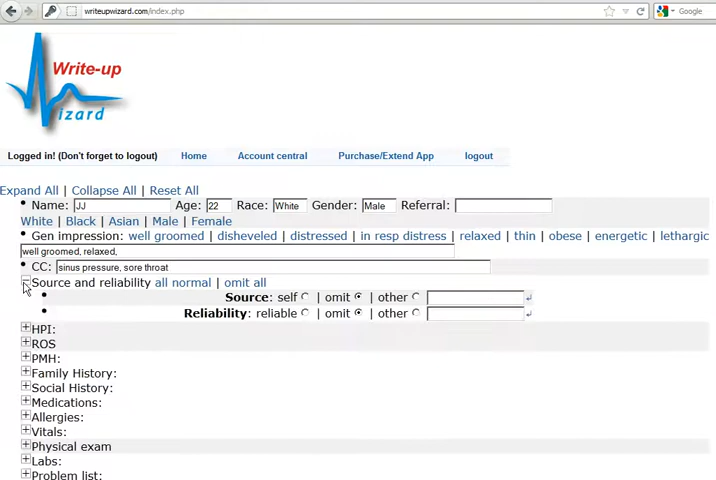 writeupwizard.com/index.php
Google
Write-up
izard
Logged in! (Don't forget to logout) Home Account central Purchase/Extend App logout
Expand All | Collapse All | Reset All
Name: JJ Age: 22 Race: White Gender: Male Referral:
White | Black | Asian | Male | Female
Gen impression: well groomed | disheveled | distressed | in resp distress | relaxed | thin | obese | energetic | lethargic
well groomed, relaxed,
CC: sinus pressure, sore throat
Source and reliability all normal | omit all
Source: self | omit | other
Reliability: reliable | omit | other
HPI:
ROS
PMH:
Family History:
Social History:
Medications:
Allergies:
Vitals:
Physical exam
Labs:
Problem list: